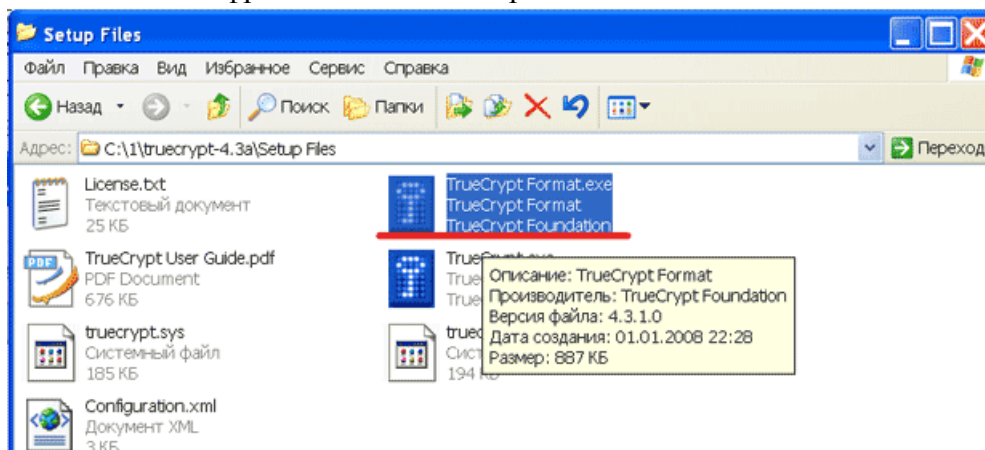 Setup Files
Файл Правка Вид Избранное Сервис Справка
Назад Поиск Папки
Адрес: C:\1\truecrypt-4.3a\Setup Files Переход
License.txt
Текстовый документ
25 КБ
TrueCrypt Format.exe
TrueCrypt Format
TrueCrypt Foundation
TrueCrypt User Guide.pdf
PDF Document
676 КБ
Описание: TrueCrypt Format
Производитель: TrueCrypt Foundation
Версия файла: 4.3.1.0
Дата создания: 01.01.2008 22:28
Размер: 887 КБ
truecrypt.sys
Системный файл
185 КБ
194 КБ
Configuration.xml
Документ XML
3 КБ